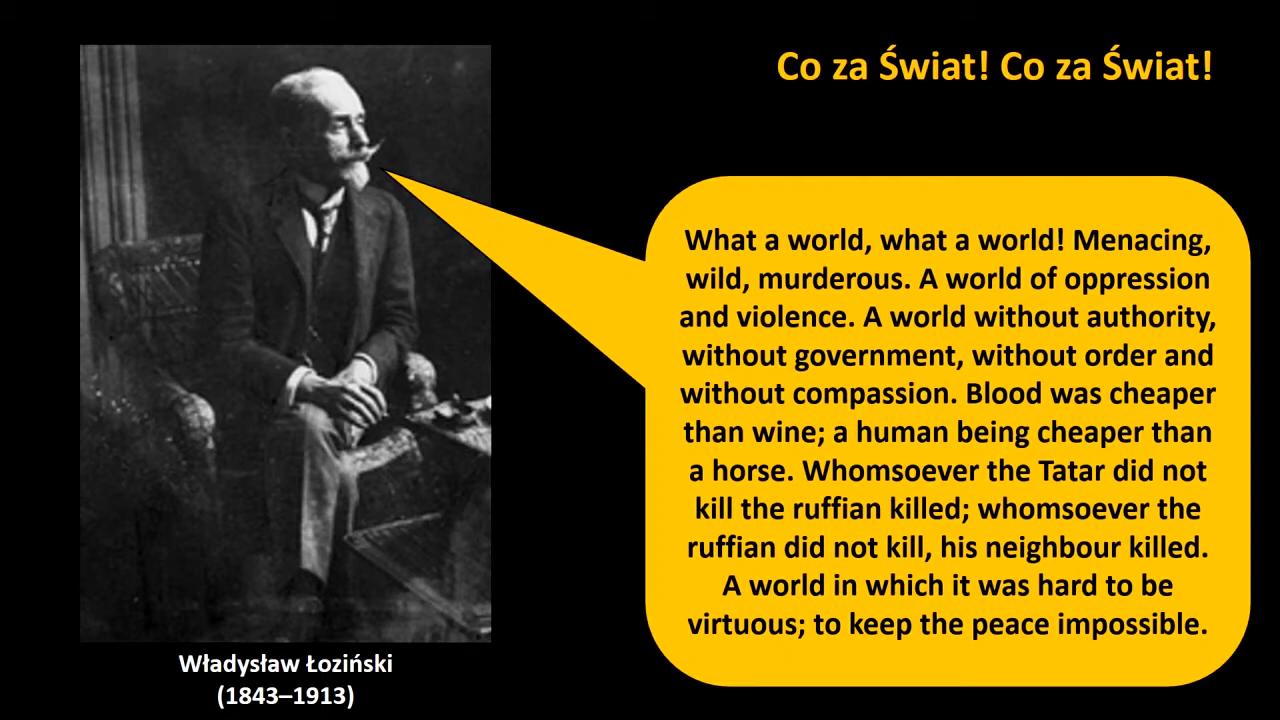 Co za Świat! Co za Świat!
What a world, what a world! Menacing,
wild, murderous. A world of oppression
and violence. A world without authority,
without government, without order and
without compassion. Blood was cheaper
than wine; a human being cheaper than
a horse. Whomsoever the Tatar did not
kill the ruffian killed; whomsoever the
ruffian did not kill, his neighbour killed.
A world in which it was hard to be
virtuous; to keep the peace impossible.
Władysław Łoziński
(1843–1913)